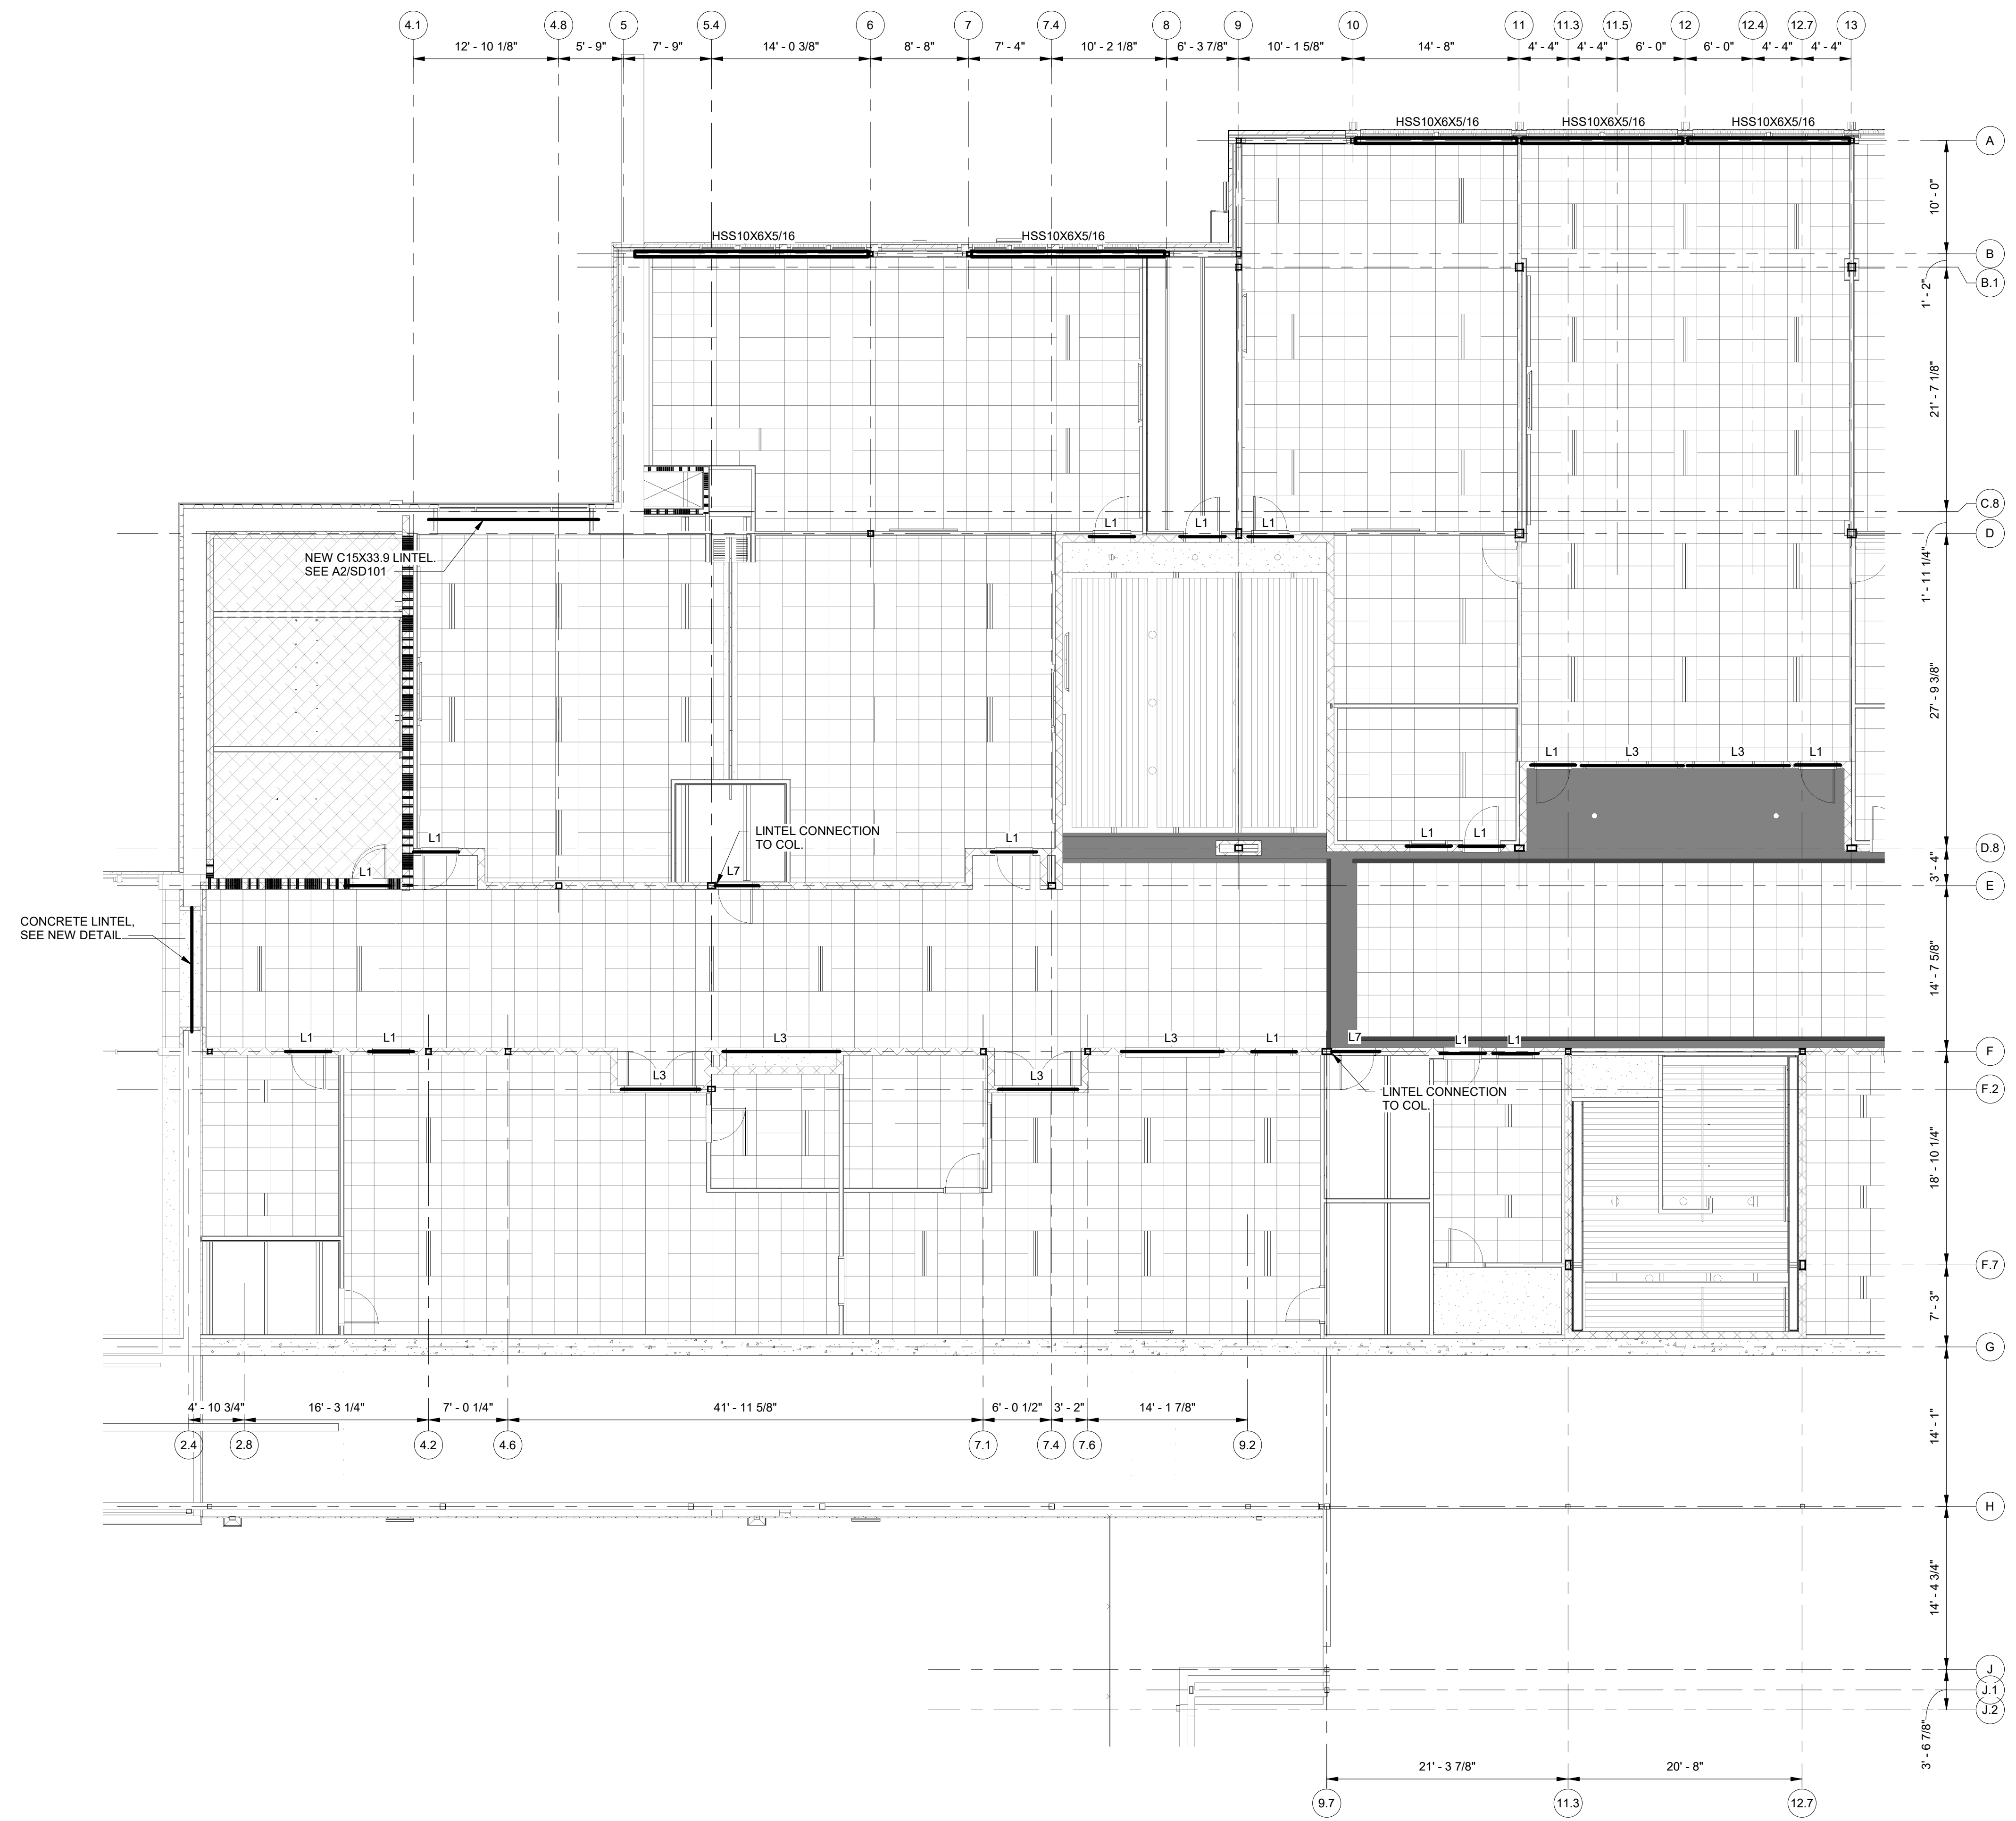 4.1 4.8 5 5.4 6 7 7.4 8 9 10 11 11.3 11.5 12 12.4 12.7 13
12' - 10 1/8" 5' - 9" 7' - 9" 14' - 0 3/8" 8' - 8" 7' - 4" 10' - 2 1/8" 6' - 3 7/8" 10' - 1 5/8" 14' - 8" 4' - 4" 4' - 4" 6' - 0" 6' - 0" 4' - 4" 4' - 4"
HSS10X6X5/16 HSS10X6X5/16 HSS10X6X5/16
A
10' - 0"
HSS10X6X5/16 HSS10X6X5/16
B
B.1
1' - 2"
21' - 7 1/8"
C.8
L1 L1 L1
D
NEW C15X33.9 LINTEL.
SEE A2/SD101
1' - 11 1/4"
27' - 9 3/8"
L1 L3 L3 L1
LINTEL CONNECTION
TO COL.
L1 L1 L1 L1
D.8
L1 L7
3' - 4"
E
CONCRETE LINTEL,
SEE NEW DETAIL
14' - 7 5/8"
L1 L1 L3 L3 L1 L7 L1 L1
F
L3 L3
F.2
LINTEL CONNECTION
TO COL.
18' - 10 1/4"
F.7
7' - 3"
G
4' - 10 3/4" 16' - 3 1/4" 7' - 0 1/4" 41' - 11 5/8" 6' - 0 1/2" 3' - 2" 14' - 1 7/8"
14' - 1"
2.4 2.8 4.2 4.6 7.1 7.4 7.6 9.2
H
14' - 4 3/4"
J
J.1
J.2
3' - 6 7/8"
21' - 3 7/8" 20' - 8"
9.7 11.3 12.7